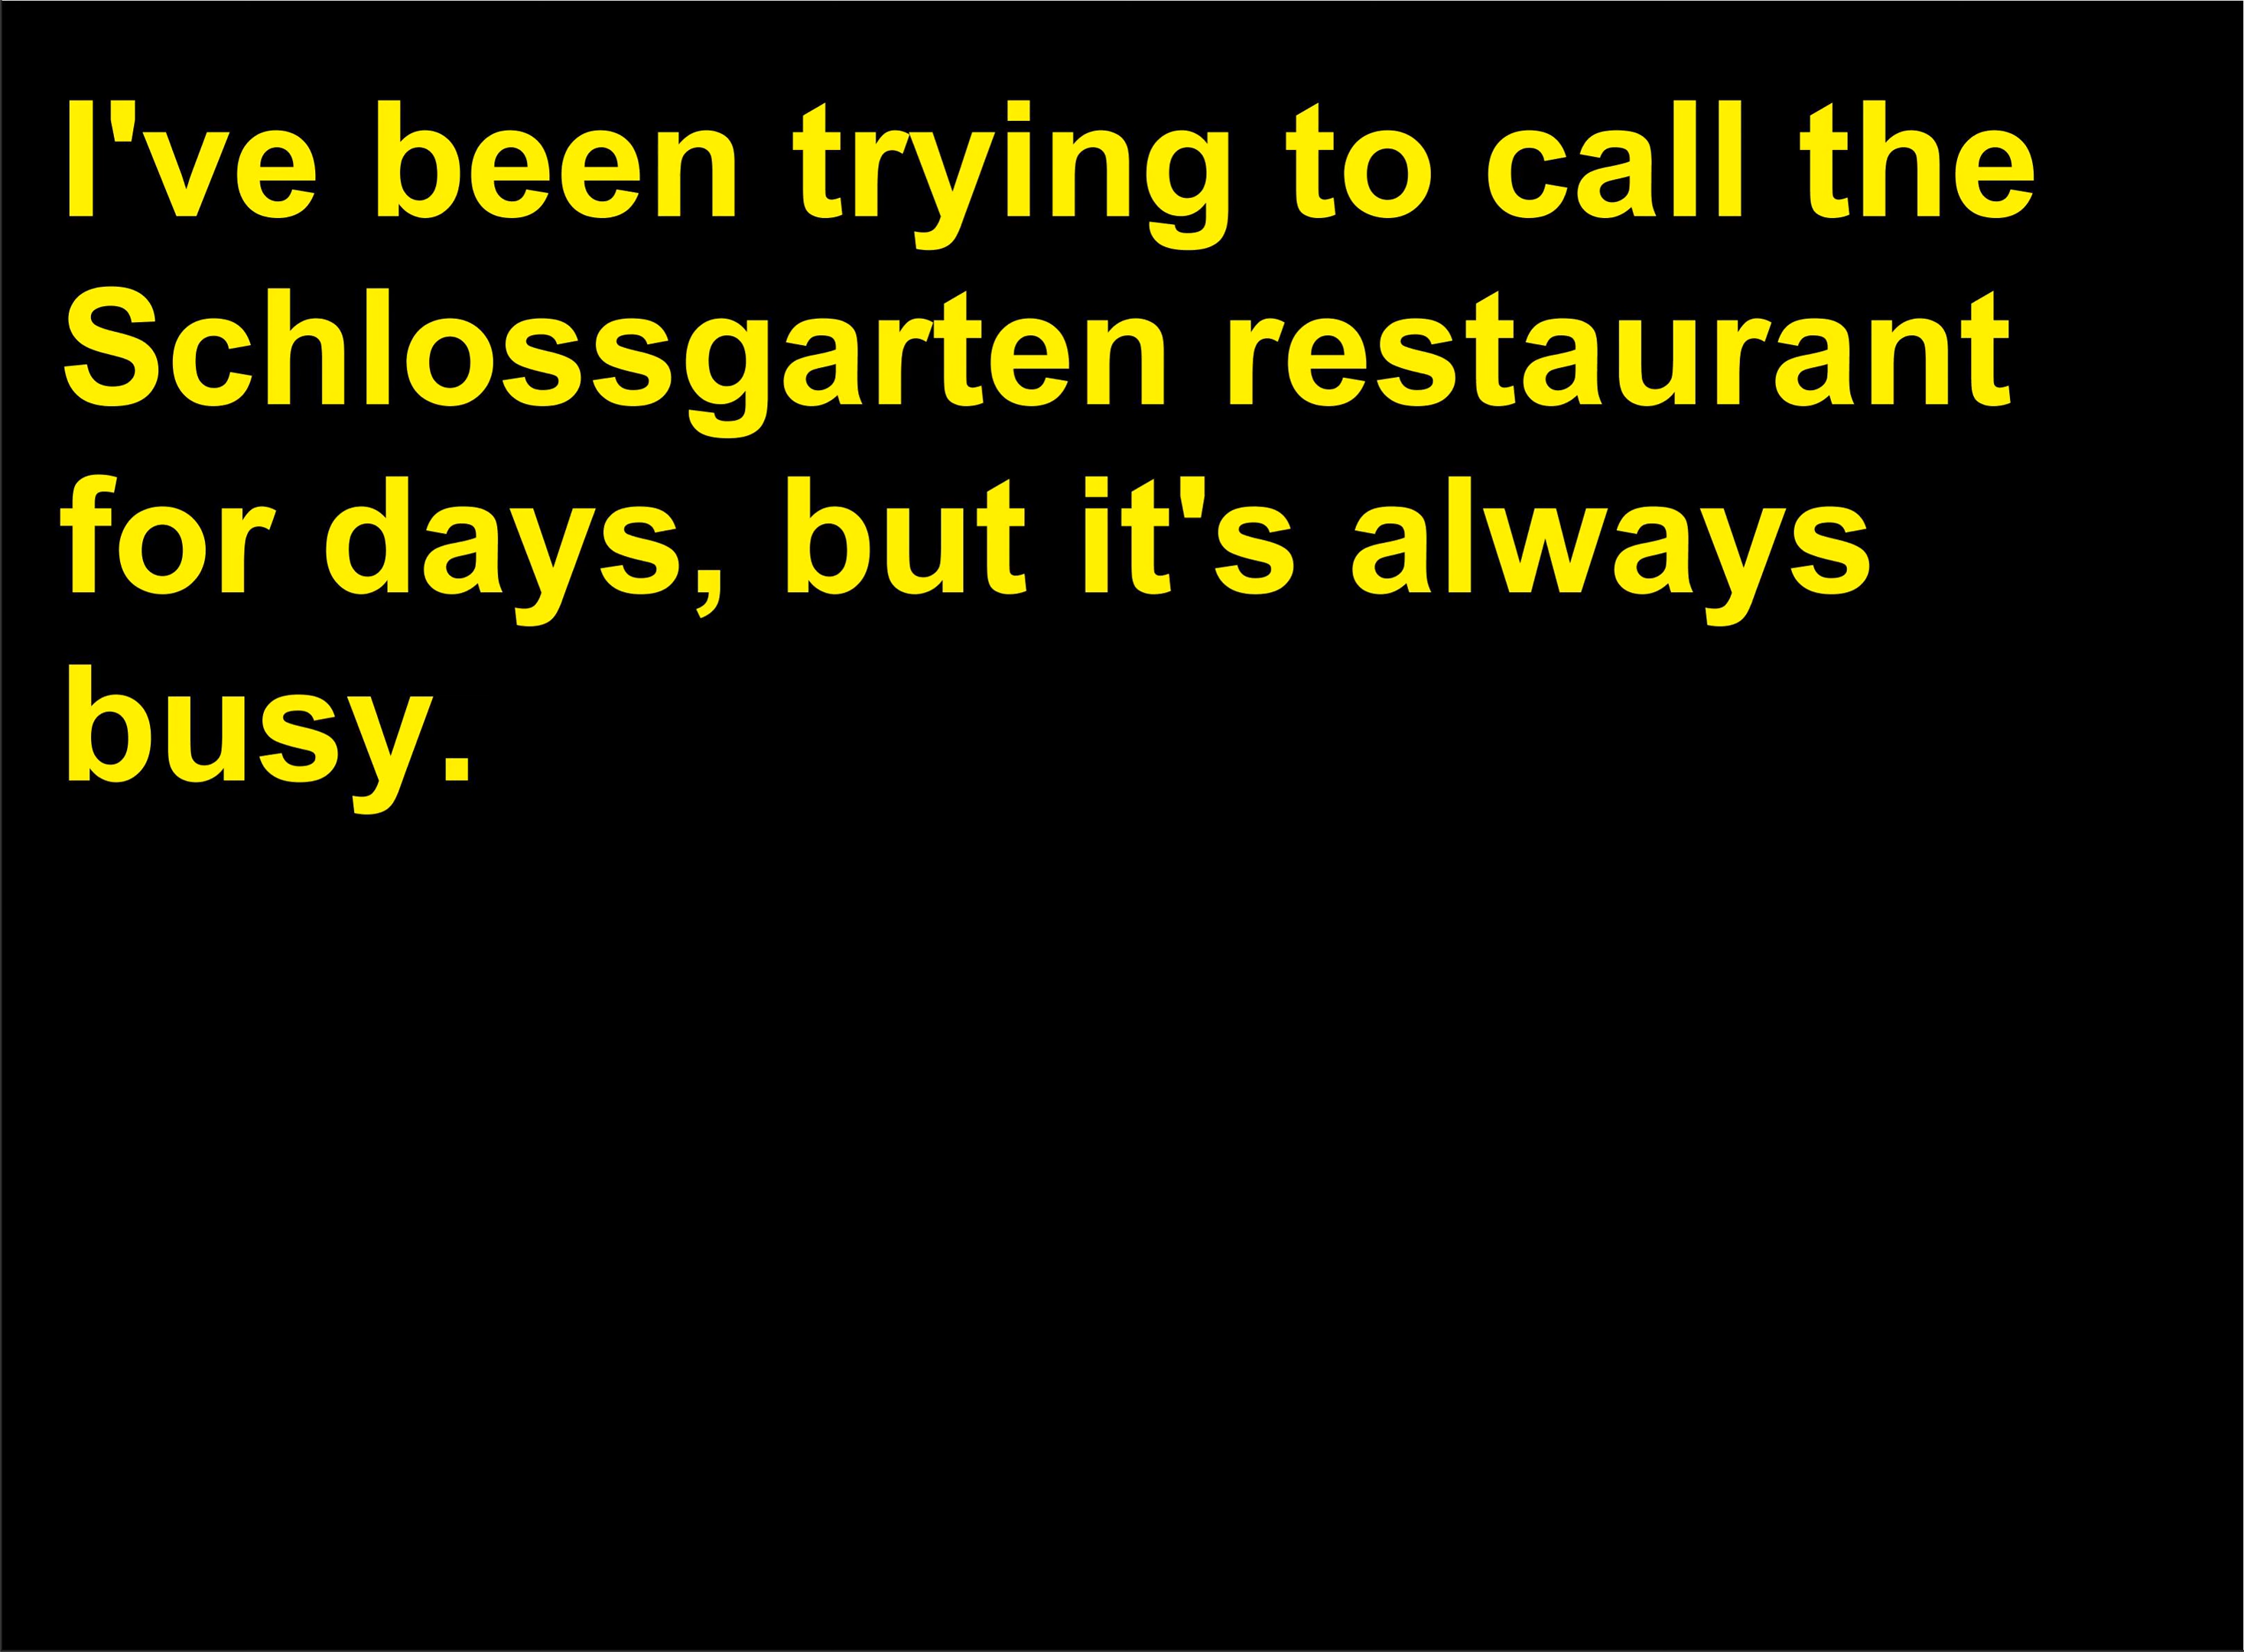 I've been trying to call the
Schlossgarten restaurant
for days, but it's always
busy.